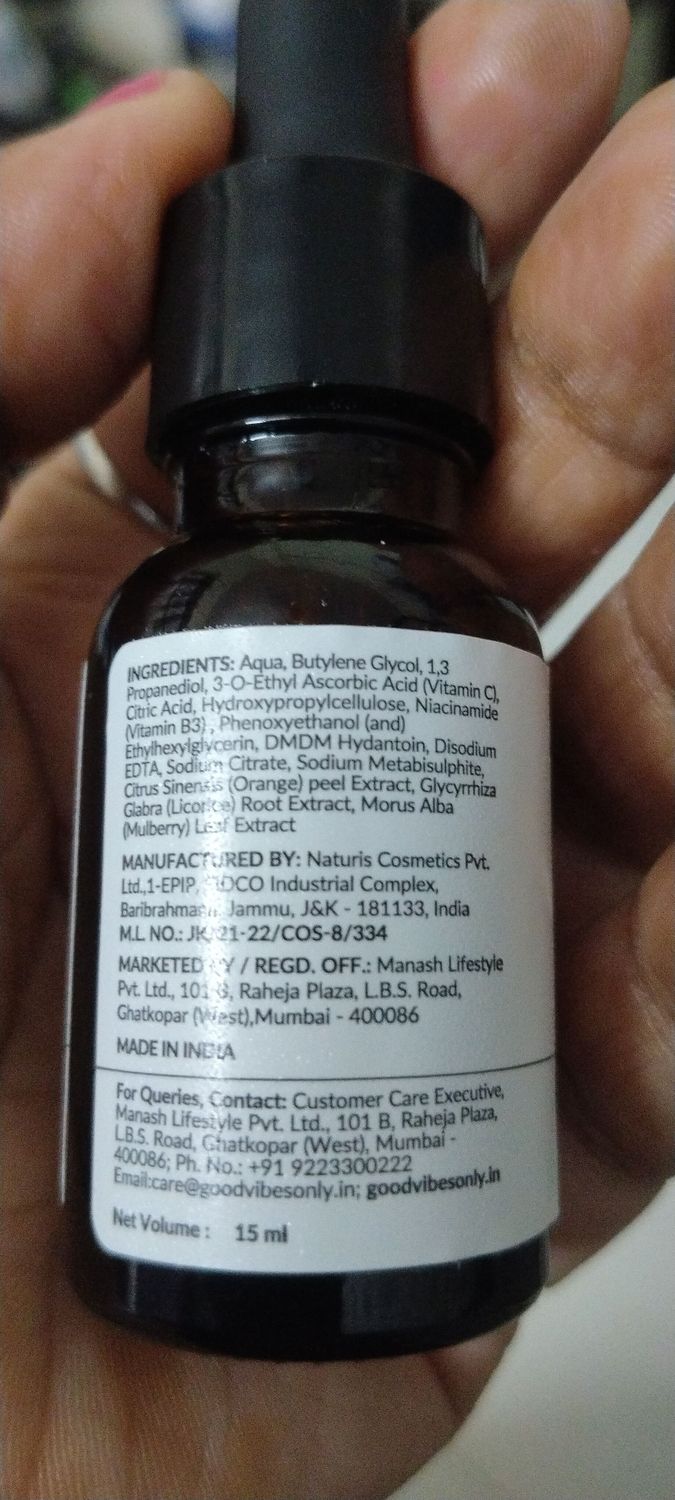 INGREDIENTS: Aqua, Butylene Glycol, 1,3
Propanediol, 3-O-Ethyl Ascorbic Acid (Vitamin C),
Citric Acid, Hydroxypropylcellulose, Niacinamide
(Vitamin B3) , Phenoxyethanol (and)
Ethylhexylglycerin, DMDM Hydantoin, Disodium
EDTA, Sodium Citrate, Sodium Metabisulphite,
Citrus Sinensis (Orange) peel Extract, Glycyrrhiza
Glabra (Licorice) Root Extract, Morus Alba
(Mulberry) Leaf Extract
MANUFACTURED BY: Naturis Cosmetics Pvt.
Ltd.,1-EPIP, Industrial Complex,
Jammu, J&K - 181133, India
M.L NO.: 21-22/COS-8/334
MARKETED BY / REGD. OFF.: Manash Lifestyle
Pvt. Ltd., 101 B, Raheja Plaza, L.B.S. Road,
Ghatkopar (West),Mumbai - 400086
MADE IN INDIA
For Queries, Contact: Customer Care Executive,
Manash Lifestyle Pvt. Ltd., 101 B, Raheja Plaza,
L.B.S. Road, Ghatkopar (West), Mumbai -
400086; Ph. No.: +91 9223300222
Email:care@goodvibesonly.in; goodvibesonly.in
Net Volume : 15 ml